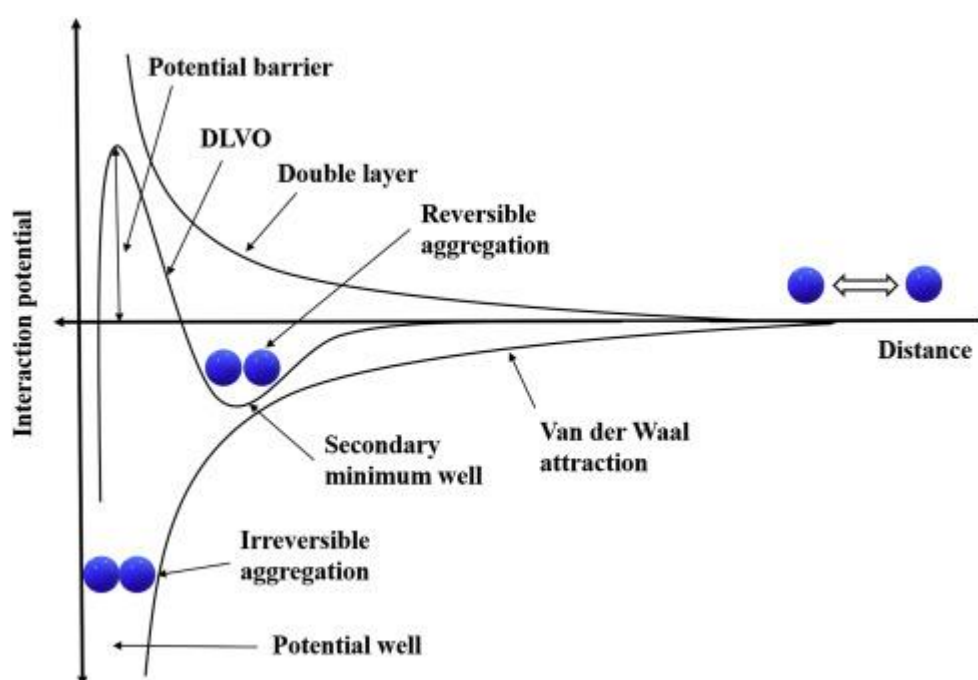 Potential barrier
DLVO
Double layer
Reversible
aggregation
Interaction potential
Distance
Secondary
minimum well
Van der Waal
attraction
Irreversible
aggregation
Potential well